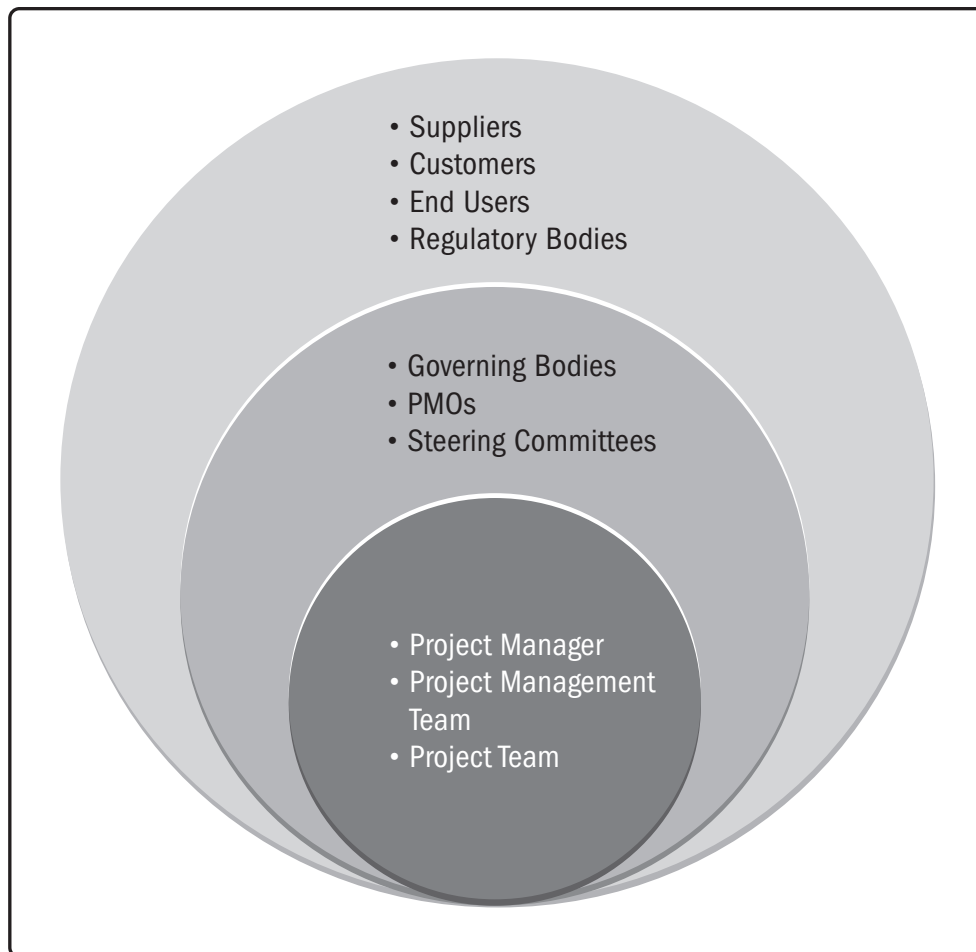 • Suppliers
• Customers
• End Users
• Regulatory Bodies
• Governing Bodies
• PMOs
• Steering Committees
• Project Manager
• Project Management
Team
• Project Team